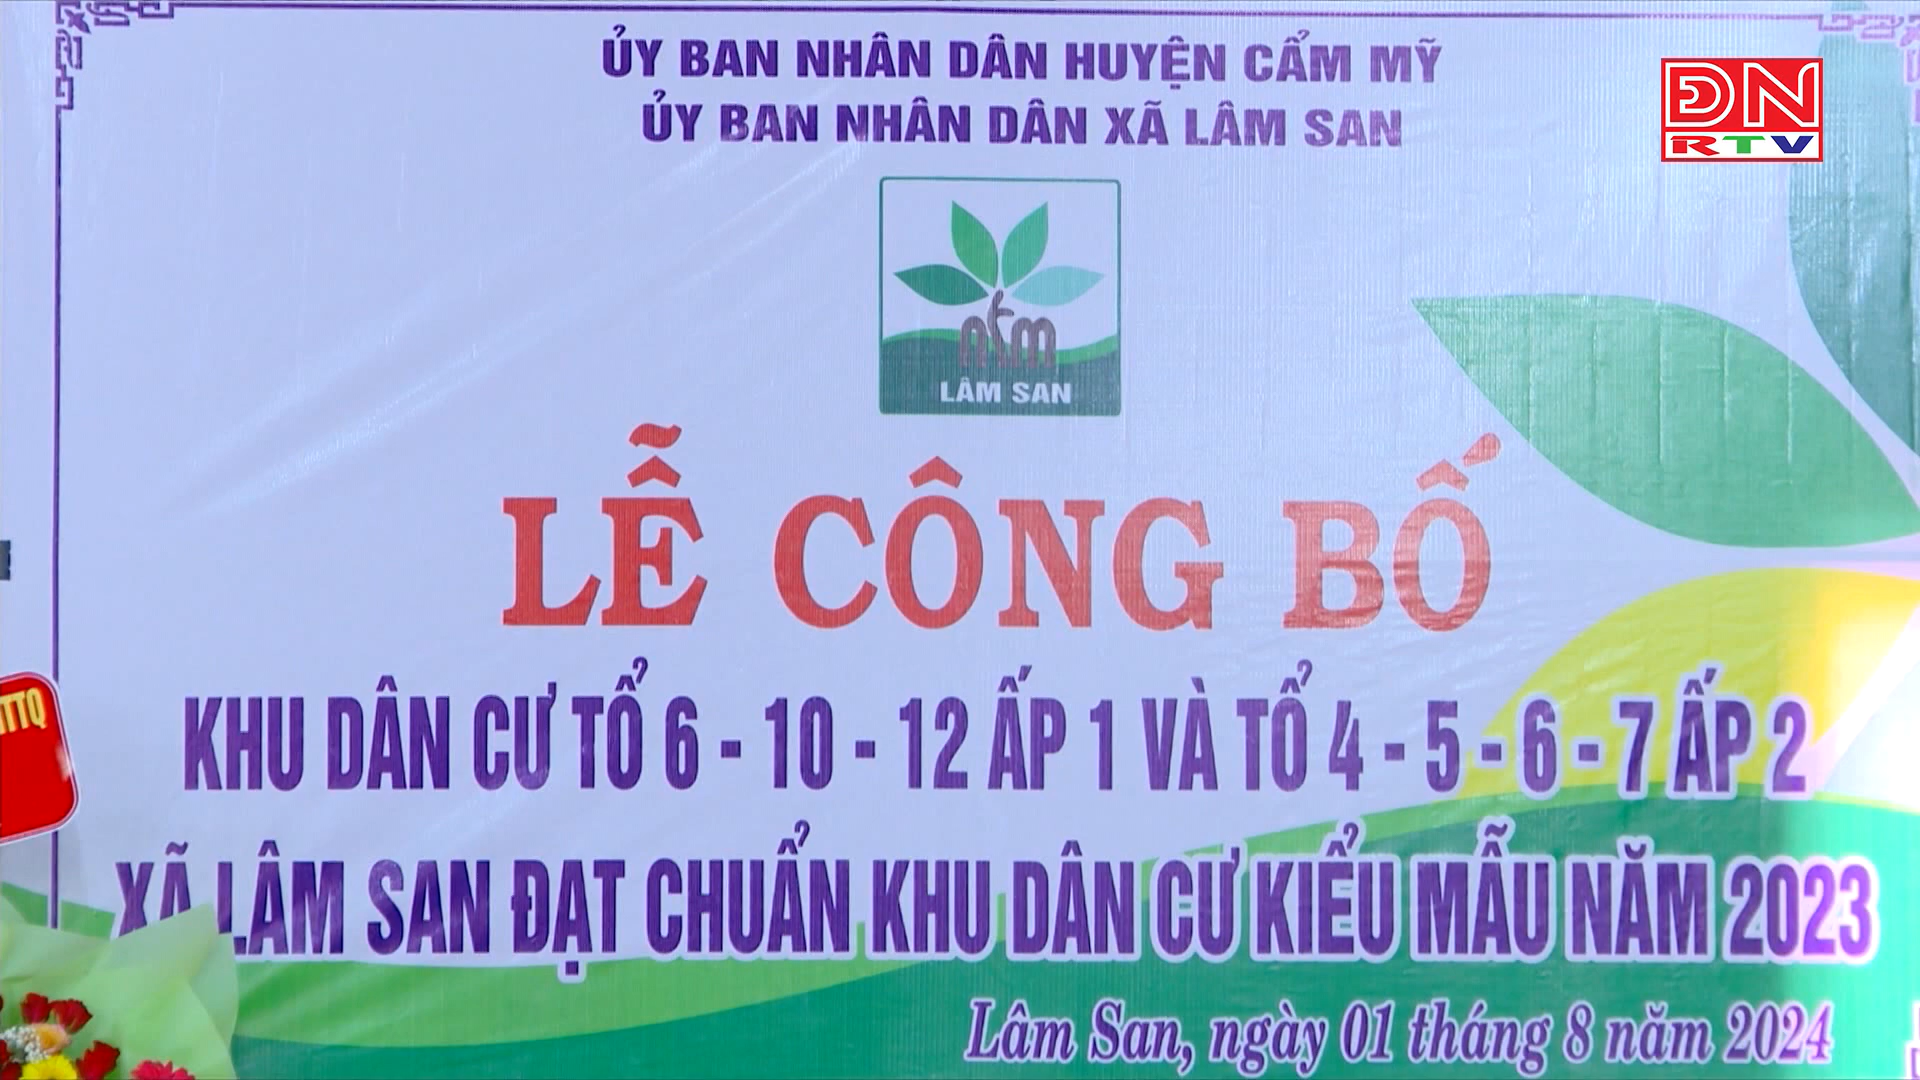 ỦY BAN NHÂN DÂN HUYỆN CẨM MỸ
ỦY BAN NHÂN DÂN XÃ LÂM SAN
ĐN
RTV
ntm
LÂM SAN
LỄ CÔNG BỐ
TTQ
KHU DÂN CƯ TỔ 6 - 10 - 12 ẤP 1 VÀ TỔ 4 - 5 - 6 - 7 ẤP 2
XÃ LÂM SAN ĐẠT CHUẨN KHU DÂN CƯ KIỂU MẪU NĂM 2023
Lâm San, ngày 01 tháng 8 năm 2024